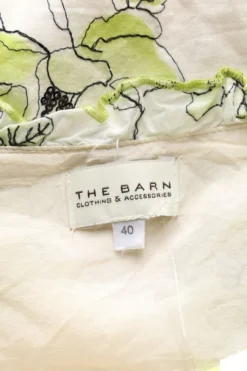 THE BARN
CLOTHING & ACCESSORIES
40